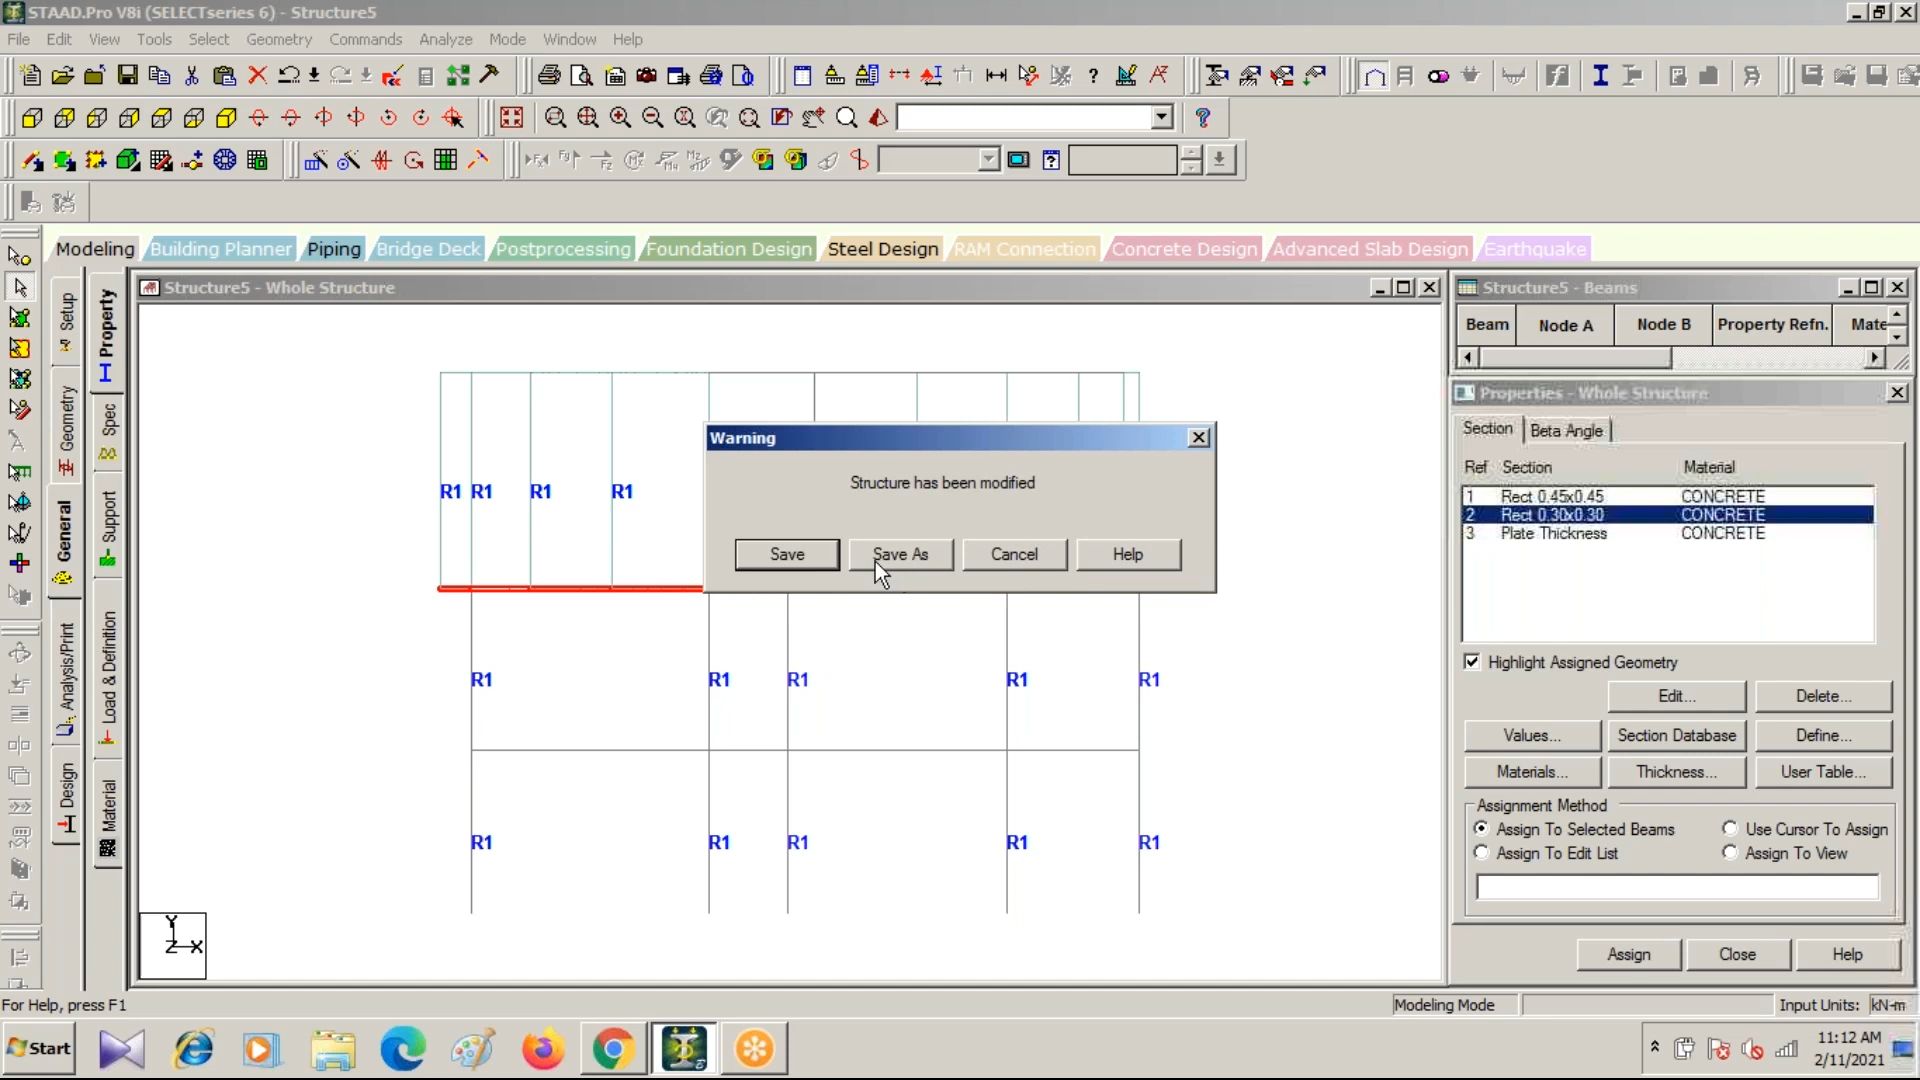 STAAD.Pro V8i (SELECTseries 6) - Structure5
File Edit View Tools Select Geometry Commands Analyze Mode Window Help
Modeling Building Planner Piping Bridge Deck Postprocessing Foundation Design Steel Design RAM Connection Concrete Design Advanced Slab Design Earthquake
Setup
Geometry
General
Analysis/Print
Design
Property
Spec
Support
Load & Definition
Material
Structure5 - Whole Structure
R1 R1 R1 R1
R1 R1 R1 R1 R1
R1 R1 R1 R1 R1
Y
Z X
Warning
Structure has been modified
Save Save As Cancel Help
Structure5 - Beams
Beam Node A Node B Property Refn. Mate
Properties - Whole Structure
Section Beta Angle
Ref Section Material
1 Rect 0.45x0.45 CONCRETE
2 Rect 0.30x0.30 CONCRETE
3 Plate Thickness CONCRETE
Highlight Assigned Geometry
Edit... Delete...
Values... Section Database Define...
Materials... Thickness... User Table...
Assignment Method
Assign To Selected Beams Use Cursor To Assign
Assign To Edit List Assign To View
Assign Close Help
For Help, press F1
Modeling Mode Input Units: kN-m
Start
11:12 AM
2/11/2021